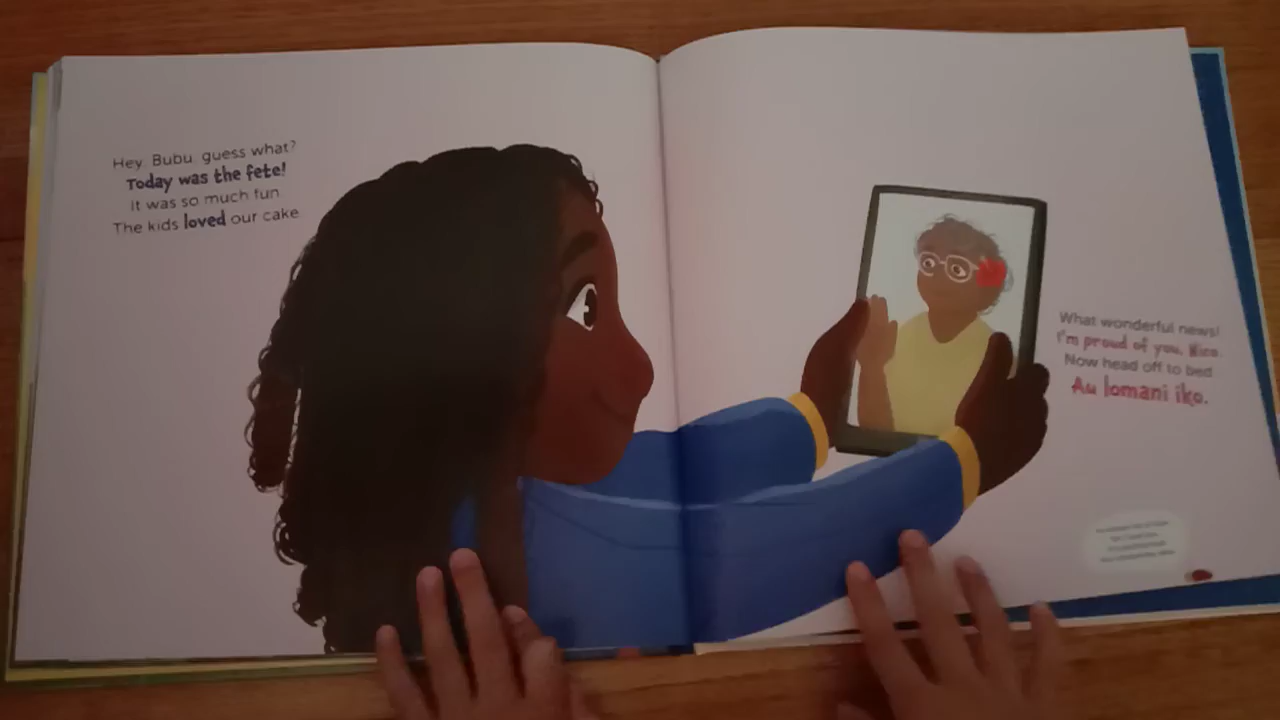 Hey Bubu guess what?
Today was the fete!
It was so much fun
The kids loved our cake
What wonderful news!
I'm proud of you, Nico.
Now head off to bed
Au lomani iko.